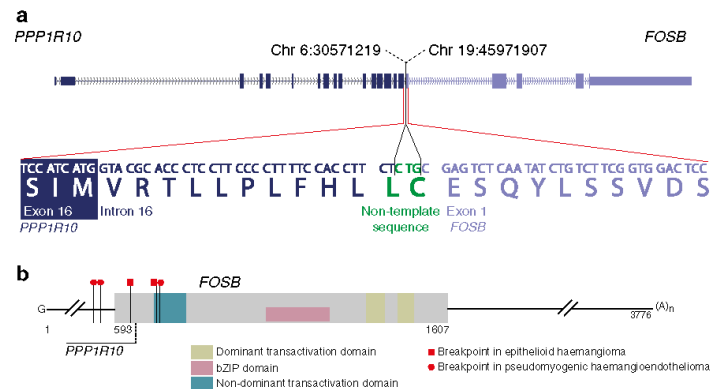 a
PPP1R10 FOSB
Chr 6:30571219 Chr 19:45971907
TCC ATC ATG GTA CGC ACC CTC CTT CCC CTT TTC CAC CTT CTC TGC GAG TCT CAA TAT CTG TCT TCG GTG GAC TCC
S I M V R T L L P L F H L L C E S Q Y L S S V D S
Exon 16 Intron 16 Non-template Exon 1
PPP1R10 sequence FOSB
b
FOSB
G (A)n
1 593 1607 3776
PPP1R10
Dominant transactivation domain Breakpoint in epithelioid haemangioma
bZIP domain Breakpoint in pseudomyogenic haemangioendothelioma
Non-dominant transactivation domain